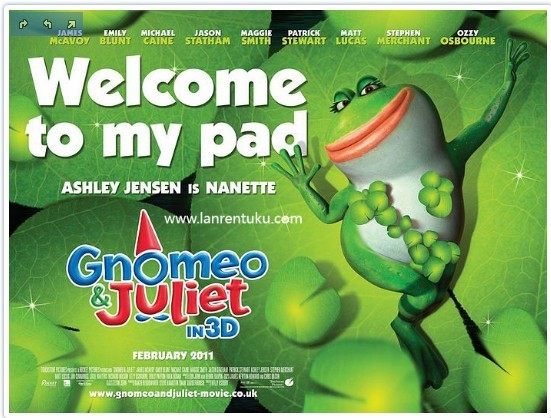 JAMES McAVOY EMILY BLUNT MICHAEL CAINE JASON STATHAM MAGGIE SMITH PATRICK STEWART MATT LUCAS STEPHEN MERCHANT OZZY OSBOURNE
Welcome
to my pad
ASHLEY JENSEN IS NANETTE
www.lanrentuku.com
Gnomeo
& Juliet
IN 3D
FEBRUARY 2011
www.gnomeoandjuliet-movie.co.uk